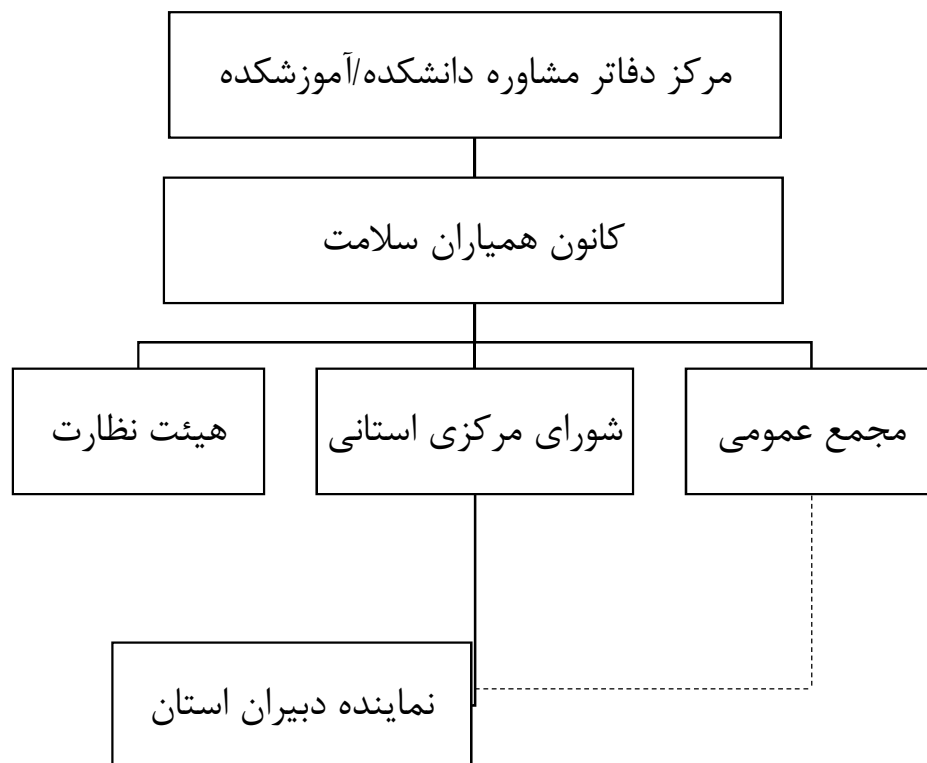 مرکز دفاتر مشاوره دانشکده/آموزشکده
کانون همیاران سلامت
مجمع عمومی
شورای مرکزی استانی
هیئت نظارت
نماینده دبیران استان